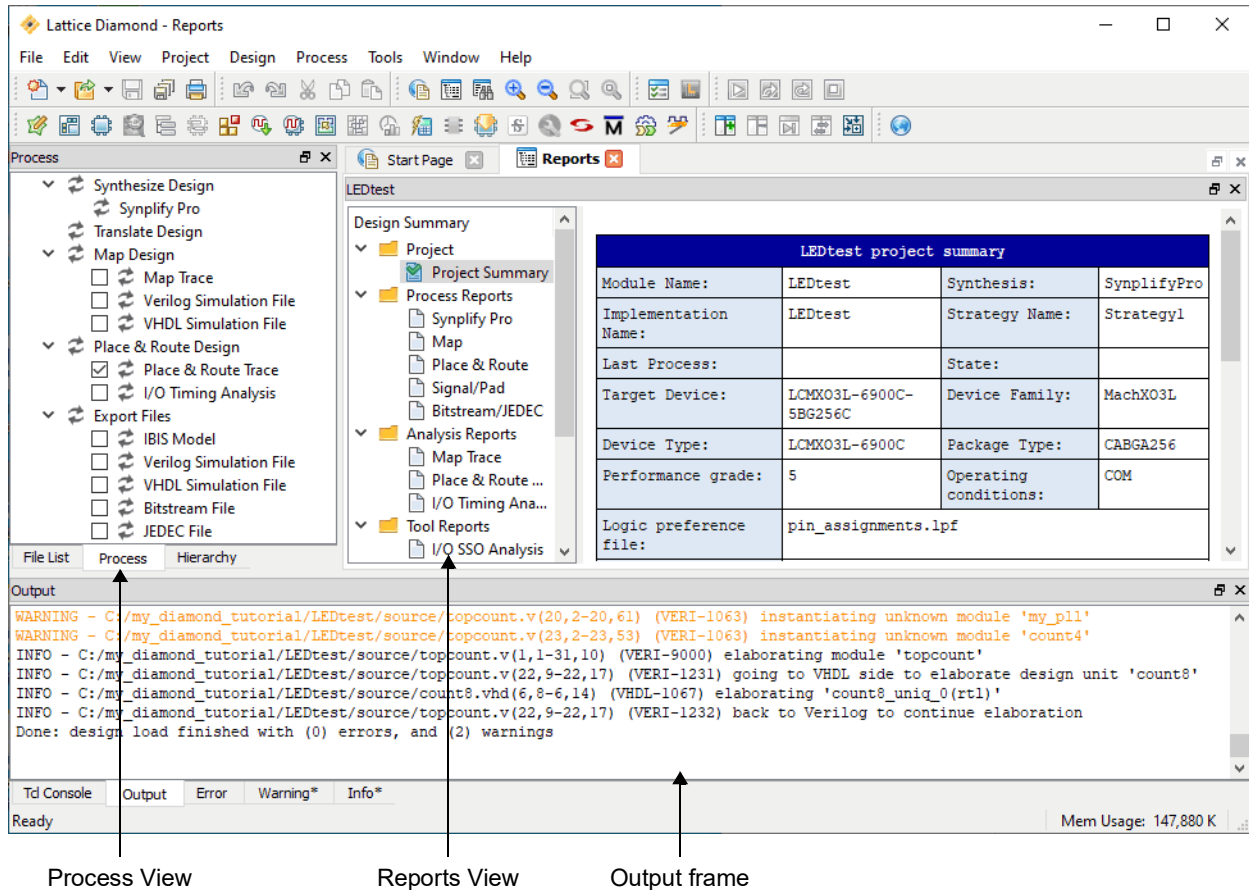 Lattice Diamond - Reports
File Edit View Project Design Process Tools Window Help
Process
Start Page
Reports
Synthesize Design
Synplify Pro
Translate Design
Map Design
Map Trace
Verilog Simulation File
VHDL Simulation File
Place & Route Design
Place & Route Trace
I/O Timing Analysis
Export Files
IBIS Model
Verilog Simulation File
VHDL Simulation File
Bitstream File
JEDEC File
File List Process Hierarchy
LEDtest
Design Summary
Project
Project Summary
Process Reports
Synplify Pro
Map
Place & Route
Signal/Pad
Bitstream/JEDEC
Analysis Reports
Map Trace
Place & Route ...
I/O Timing Ana...
Tool Reports
I/O SSO Analysis
LEDtest project summary
Module Name: LEDtest Synthesis: SynplifyPro
Implementation Name: LEDtest Strategy Name: Strategy1
Last Process: State:
Target Device: LCMXO3L-6900C-5BG256C Device Family: MachXO3L
Device Type: LCMXO3L-6900C Package Type: CABGA256
Performance grade: 5 Operating conditions: COM
Logic preference file: pin_assignments.lpf
Output
WARNING - C:/my_diamond_tutorial/LEDtest/source/topcount.v(20,2-20,61) (VERI-1063) instantiating unknown module 'my_pll'
WARNING - C:/my_diamond_tutorial/LEDtest/source/topcount.v(23,2-23,53) (VERI-1063) instantiating unknown module 'count4'
INFO - C:/my_diamond_tutorial/LEDtest/source/topcount.v(1,1-31,10) (VERI-9000) elaborating module 'topcount'
INFO - C:/my_diamond_tutorial/LEDtest/source/topcount.v(22,9-22,17) (VERI-1231) going to VHDL side to elaborate design unit 'count8'
INFO - C:/my_diamond_tutorial/LEDtest/source/count8.vhd(6,8-6,14) (VHDL-1067) elaborating 'count8_uniq_0(rtl)'
INFO - C:/my_diamond_tutorial/LEDtest/source/topcount.v(22,9-22,17) (VERI-1232) back to Verilog to continue elaboration
Done: design load finished with (0) errors, and (2) warnings
Tcl Console Output Error Warning* Info*
Ready Mem Usage: 147,880 K
Process View Reports View Output frame